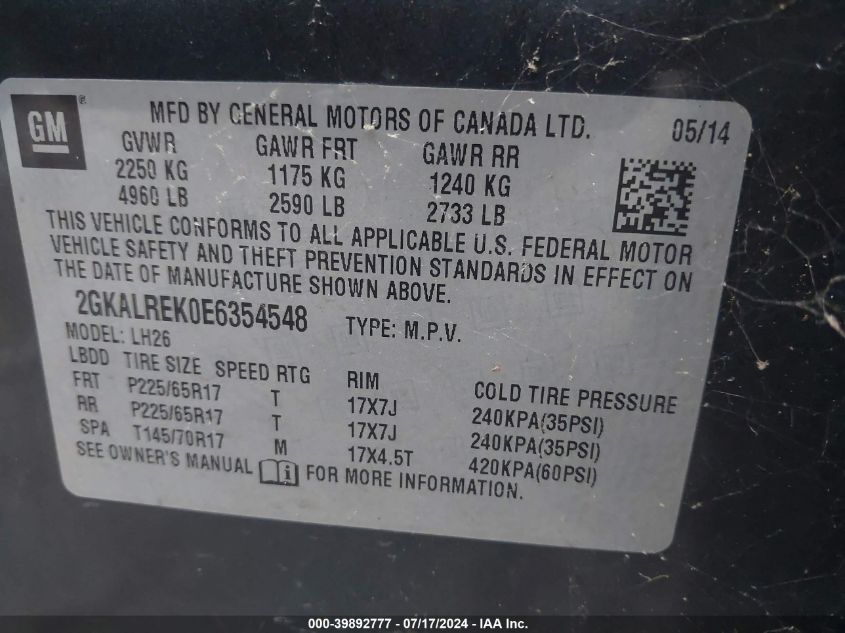 GM ® MFD BY GENERAL MOTORS OF CANADA LTD. 05/14
GVWR GAWR FRT GAWR RR
2250 KG 1175 KG 1240 KG
4960 LB 2590 LB 2733 LB
THIS VEHICLE CONFORMS TO ALL APPLICABLE U.S. FEDERAL MOTOR
VEHICLE SAFETY AND THEFT PREVENTION STANDARDS IN EFFECT ON
THE DATE OF MANUFACTURE SHOWN ABOVE.
2GKALREK0E6354548 TYPE: M.P.V.
MODEL: LH26
LBDD TIRE SIZE SPEED RTG RIM COLD TIRE PRESSURE
FRT P225/65R17 T 17X7J 240KPA(35PSI)
RR P225/65R17 T 17X7J 240KPA(35PSI)
SPA T145/70R17 M 17X4.5T 420KPA(60PSI)
SEE OWNER'S MANUAL i FOR MORE INFORMATION.
000-39892777 - 07/17/2024 - IAA Inc.